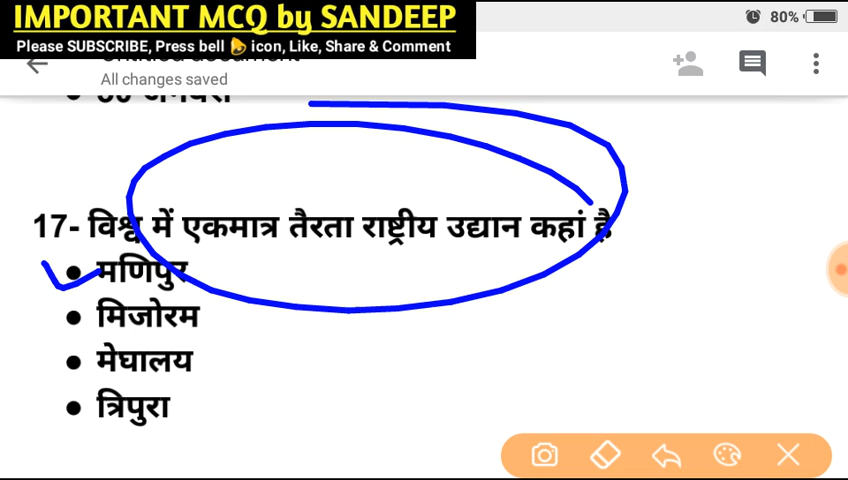 IMPORTANT MCQ by SANDEEP
Please SUBSCRIBE, Press bell icon, Like, Share & Comment
80%
All changes saved
17- विश्व में एकमात्र तैरता राष्ट्रीय उद्यान कहां है
• मणिपुर
• मिजोरम
• मेघालय
• त्रिपुरा